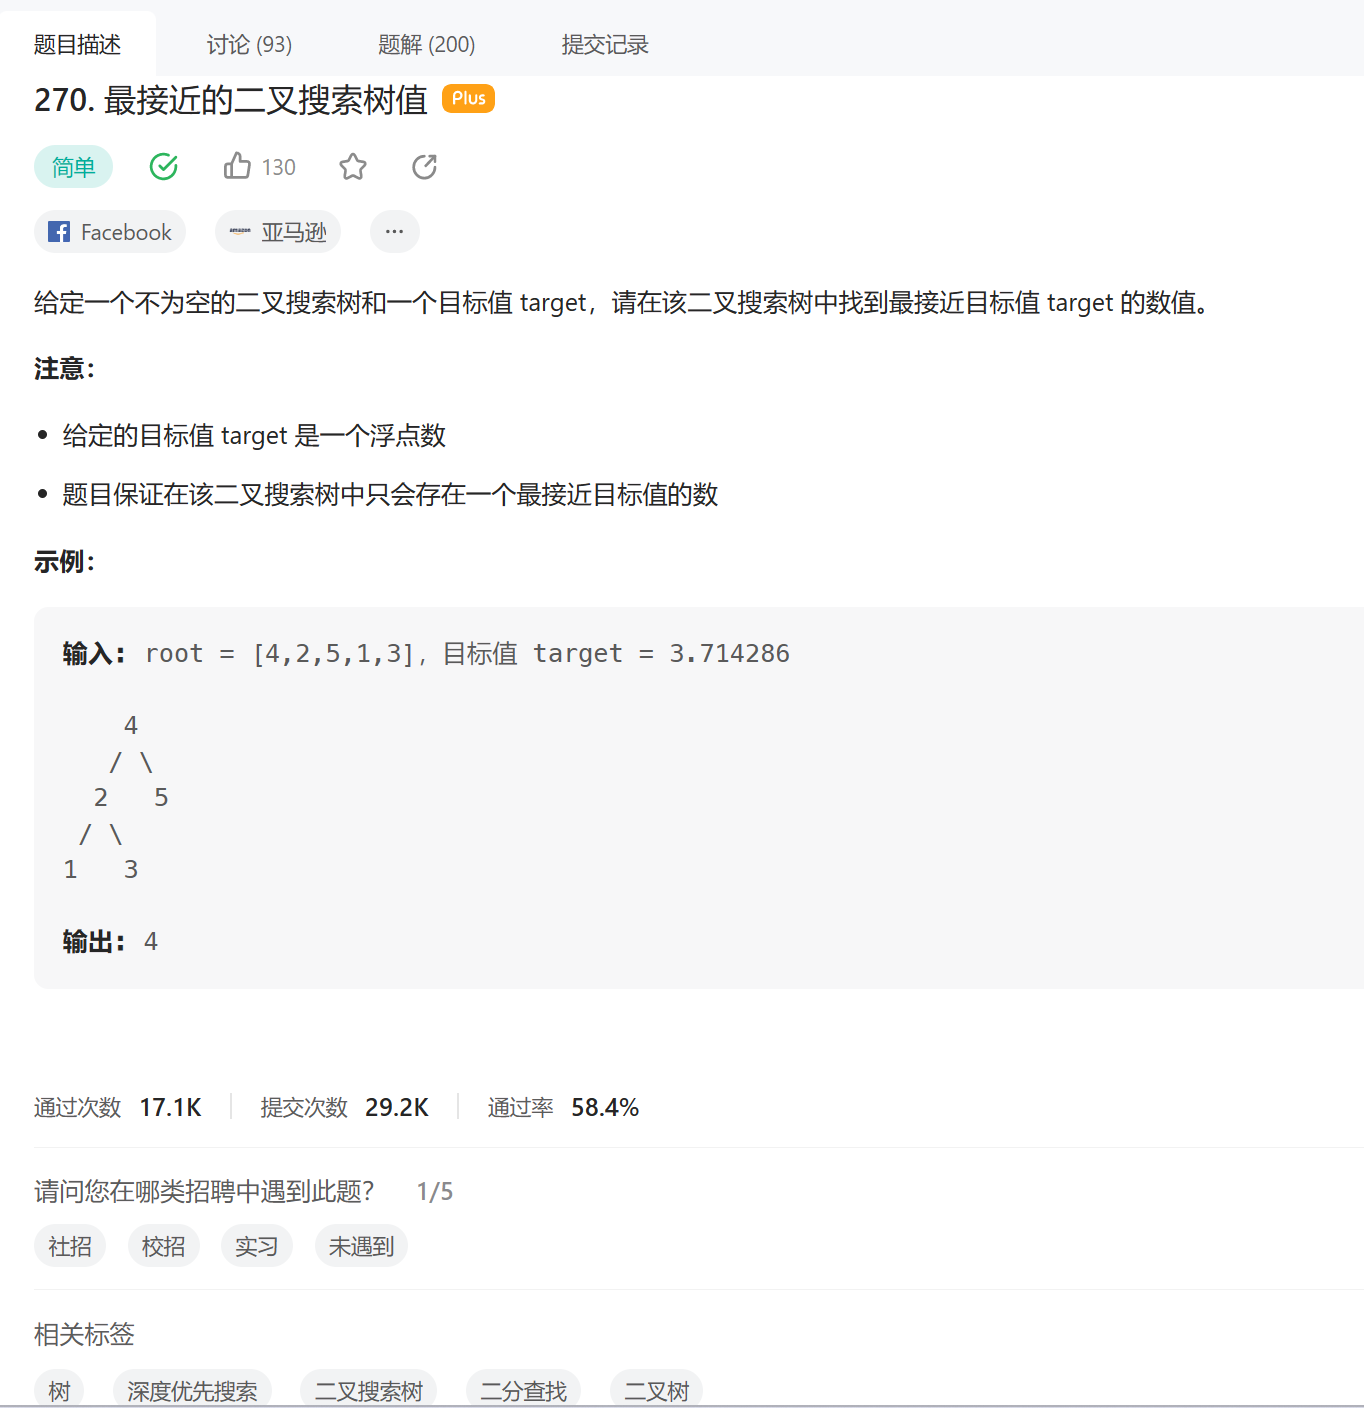 题目描述 讨论 (93) 题解 (200) 提交记录
270. 最接近的二叉搜索树值 Plus
简单 130
Facebook amazon 亚马逊 ···
给定一个不为空的二叉搜索树和一个目标值 target，请在该二叉搜索树中找到最接近目标值 target 的数值。
注意：
• 给定的目标值 target 是一个浮点数
• 题目保证在该二叉搜索树中只会存在一个最接近目标值的数
示例：
输入： root = [4,2,5,1,3]，目标值 target = 3.714286
4
/ \
2 5
/ \
1 3
输出： 4
通过次数 17.1K 提交次数 29.2K 通过率 58.4%
请问您在哪类招聘中遇到此题？ 1/5
社招 校招 实习 未遇到
相关标签
树 深度优先搜索 二叉搜索树 二分查找 二叉树